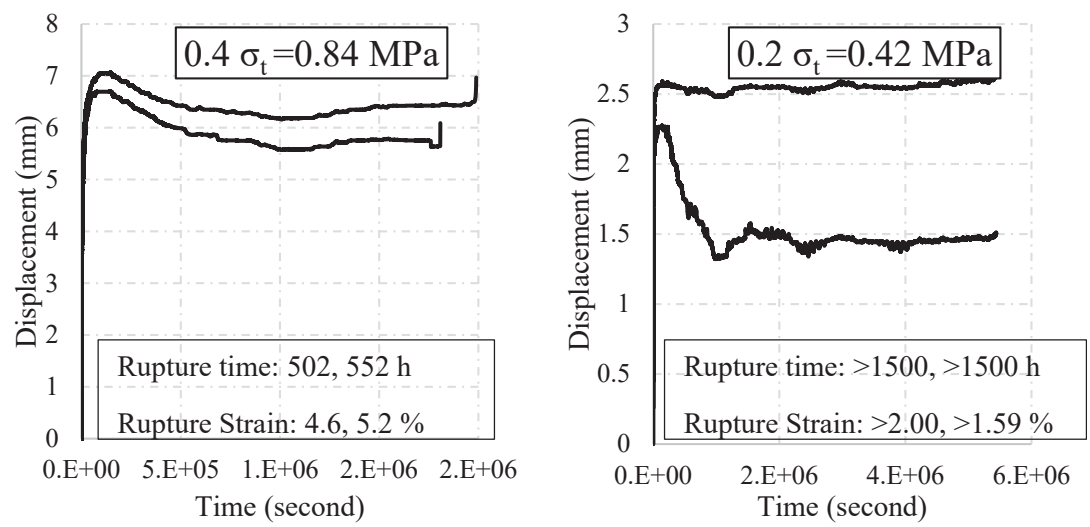 0.4 σt=0.84 MPa
8
7
6
5
4
3
2
1
0
Displacement (mm)
Rupture time: 502, 552 h
Rupture Strain: 4.6, 5.2 %
0.E+00 5.E+05 1.E+06 2.E+06 2.E+06
Time (second)
0.2 σt=0.42 MPa
3
2.5
2
1.5
1
0.5
0
Displacement (mm)
Rupture time: >1500, >1500 h
Rupture Strain: >2.00, >1.59 %
0.E+00 2.E+06 4.E+06 6.E+06
Time (second)